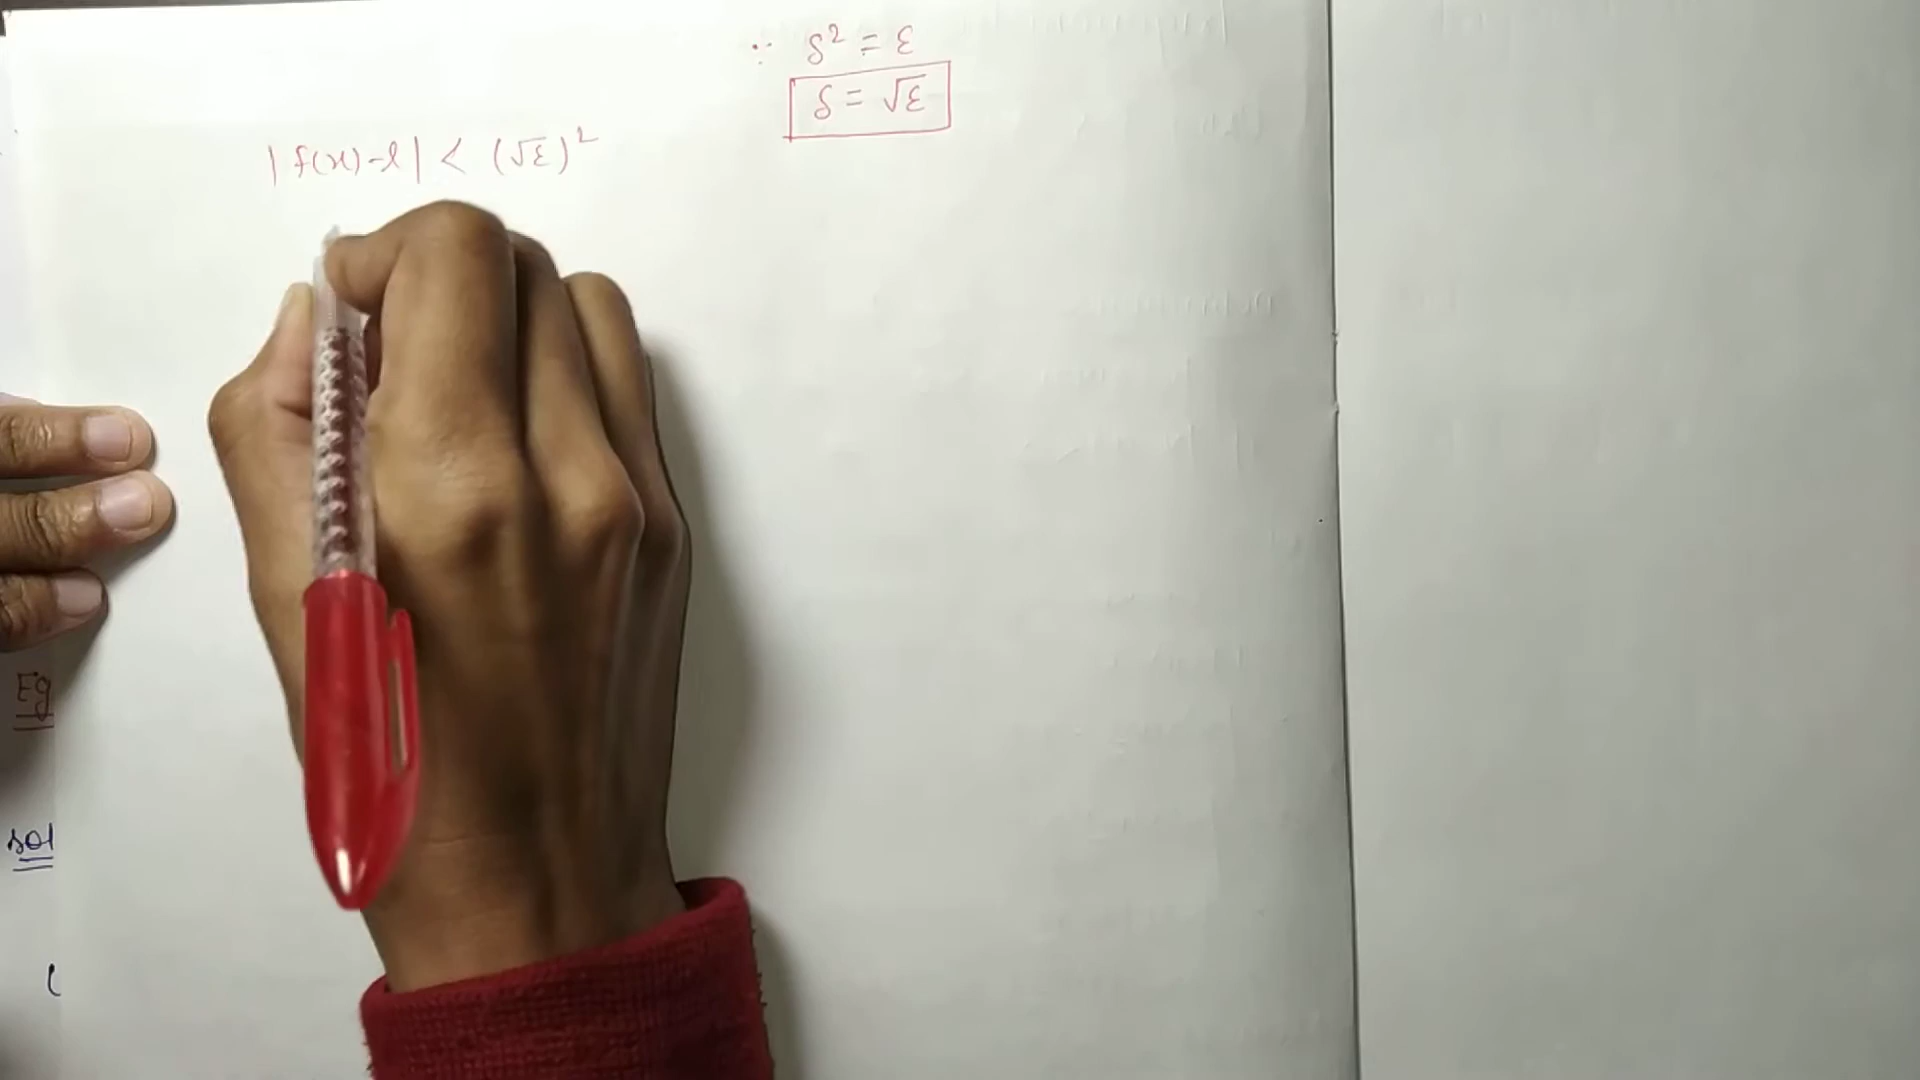 ∵ δ² = ε
δ = √ε
|f(x)-l| < (√ε)²
Eg
sol
(